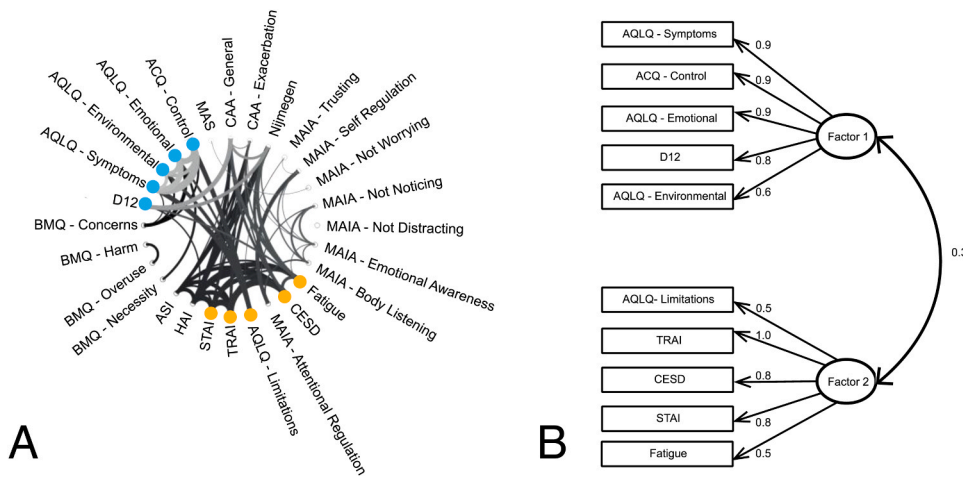 AQLQ - Symptoms
AQLQ - Environmental
AQLQ - Emotional
ACQ - Control
MAS
CAA - General
CAA - Exacerbation
Nijmegen
MAIA - Trusting
MAIA - Self Regulation
MAIA - Not Worrying
MAIA - Not Noticing
MAIA - Not Distracting
MAIA - Emotional Awareness
MAIA - Body Listening
Fatigue
CESD
MAIA - Attentional Regulation
AQLQ - Limitations
TRAI
STAI
HAI
ASI
BMQ - Necessity
BMQ - Overuse
BMQ - Harm
BMQ - Concerns
D12
A
AQLQ - Symptoms
0.9
ACQ - Control
0.9
AQLQ - Emotional
0.9
Factor 1
D12
0.8
AQLQ - Environmental
0.6
AQLQ- Limitations
0.5
TRAI
1.0
CESD
0.8
Factor 2
STAI
0.8
Fatigue
0.5
B